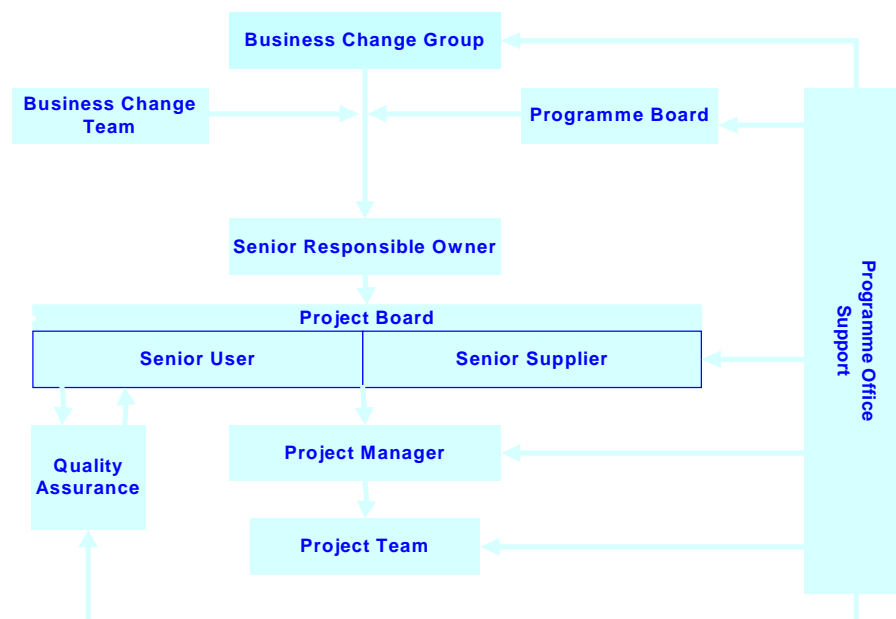 Business Change Group
Business Change
Team
Programme Board
Senior Responsible Owner
Project Board
Senior User
Senior Supplier
Quality
Assurance
Project Manager
Project Team
Programme Office
Support